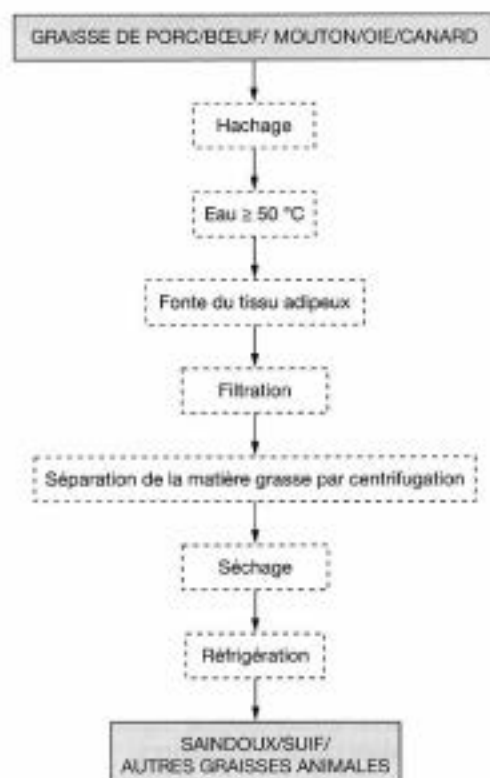 GRAISSE DE PORC/BŒUF/ MOUTON/OIE/CANARD
Hachage
Eau ≥ 50 °C
Fonte du tissu adipeux
Filtration
Séparation de la matière grasse par centrifugation
Séchage
Réfrigération
SAINDOUX/SUIF/
AUTRES GRAISSES ANIMALES